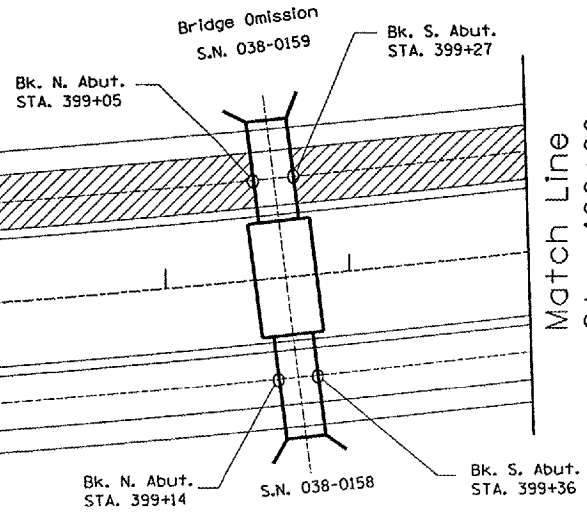 Bridge Omission
S.N. 038-0159
Bk. S. Abut.
STA. 399+27
Bk. N. Abut.
STA. 399+05
Match Line
Bk. N. Abut.
STA. 399+14
S.N. 038-0158
Bk. S. Abut.
STA. 399+36